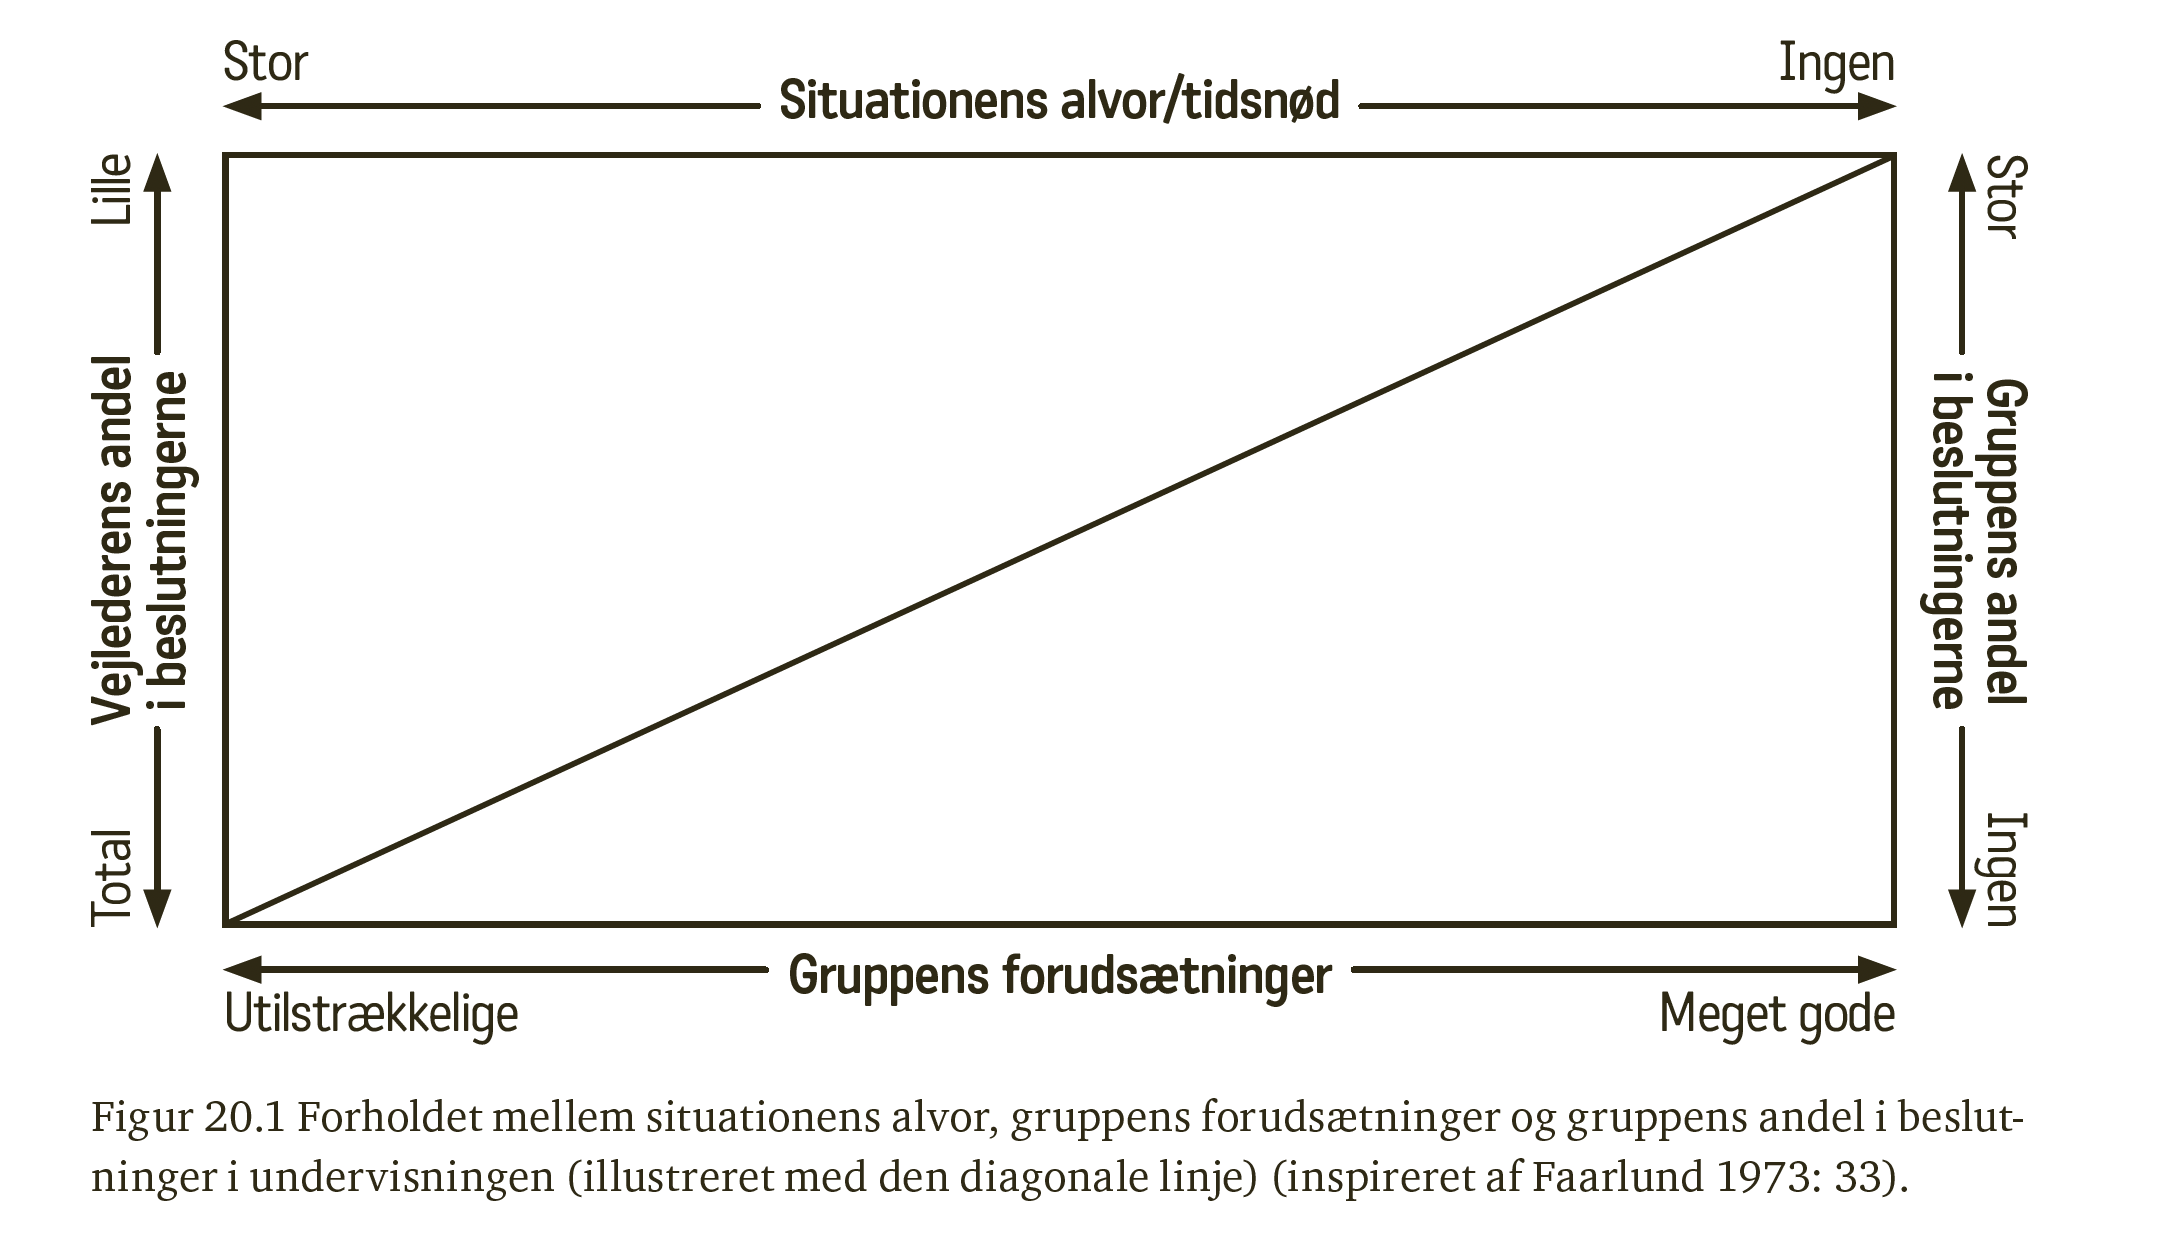 Stor
Ingen
Situationens alvor/tidsnød
Lille
Vejlederens andel
i beslutningerne
Total
Stor
Gruppens andel
i beslutningerne
Ingen
Gruppens forudsætninger
Utilstrækkelige
Meget gode
Figur 20.1 Forholdet mellem situationens alvor, gruppens forudsætninger og gruppens andel i beslut-
ninger i undervisningen (illustreret med den diagonale linje) (inspireret af Faarlund 1973: 33).